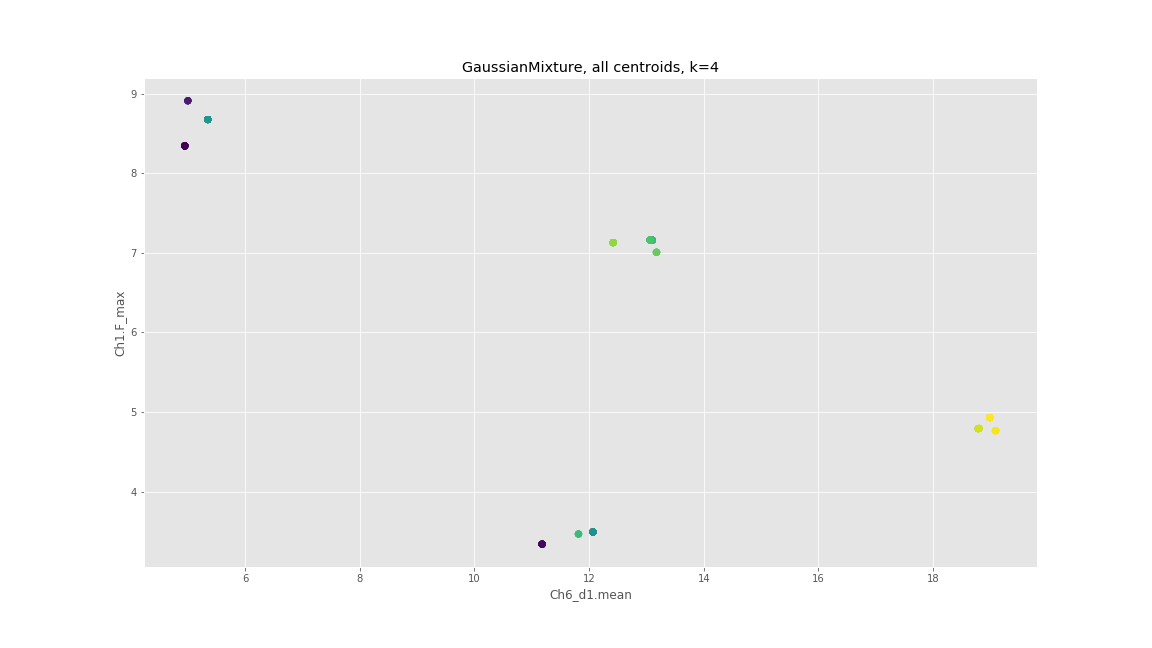 GaussianMixture, all centroids, k=4
9
8
7
6
5
4
Ch1.F_max
6 8 10 12 14 16 18
Ch6_d1.mean